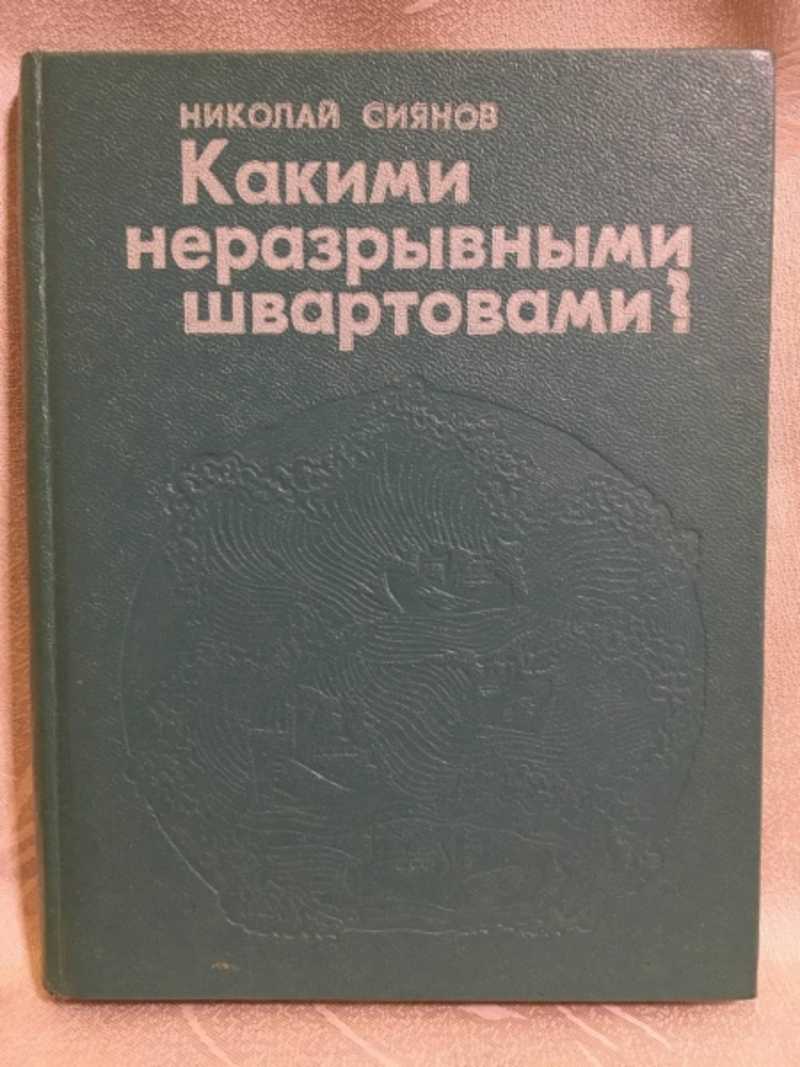 НИКОЛАЙ СИЯНОВ
Какими
неразрывными
швартовами?